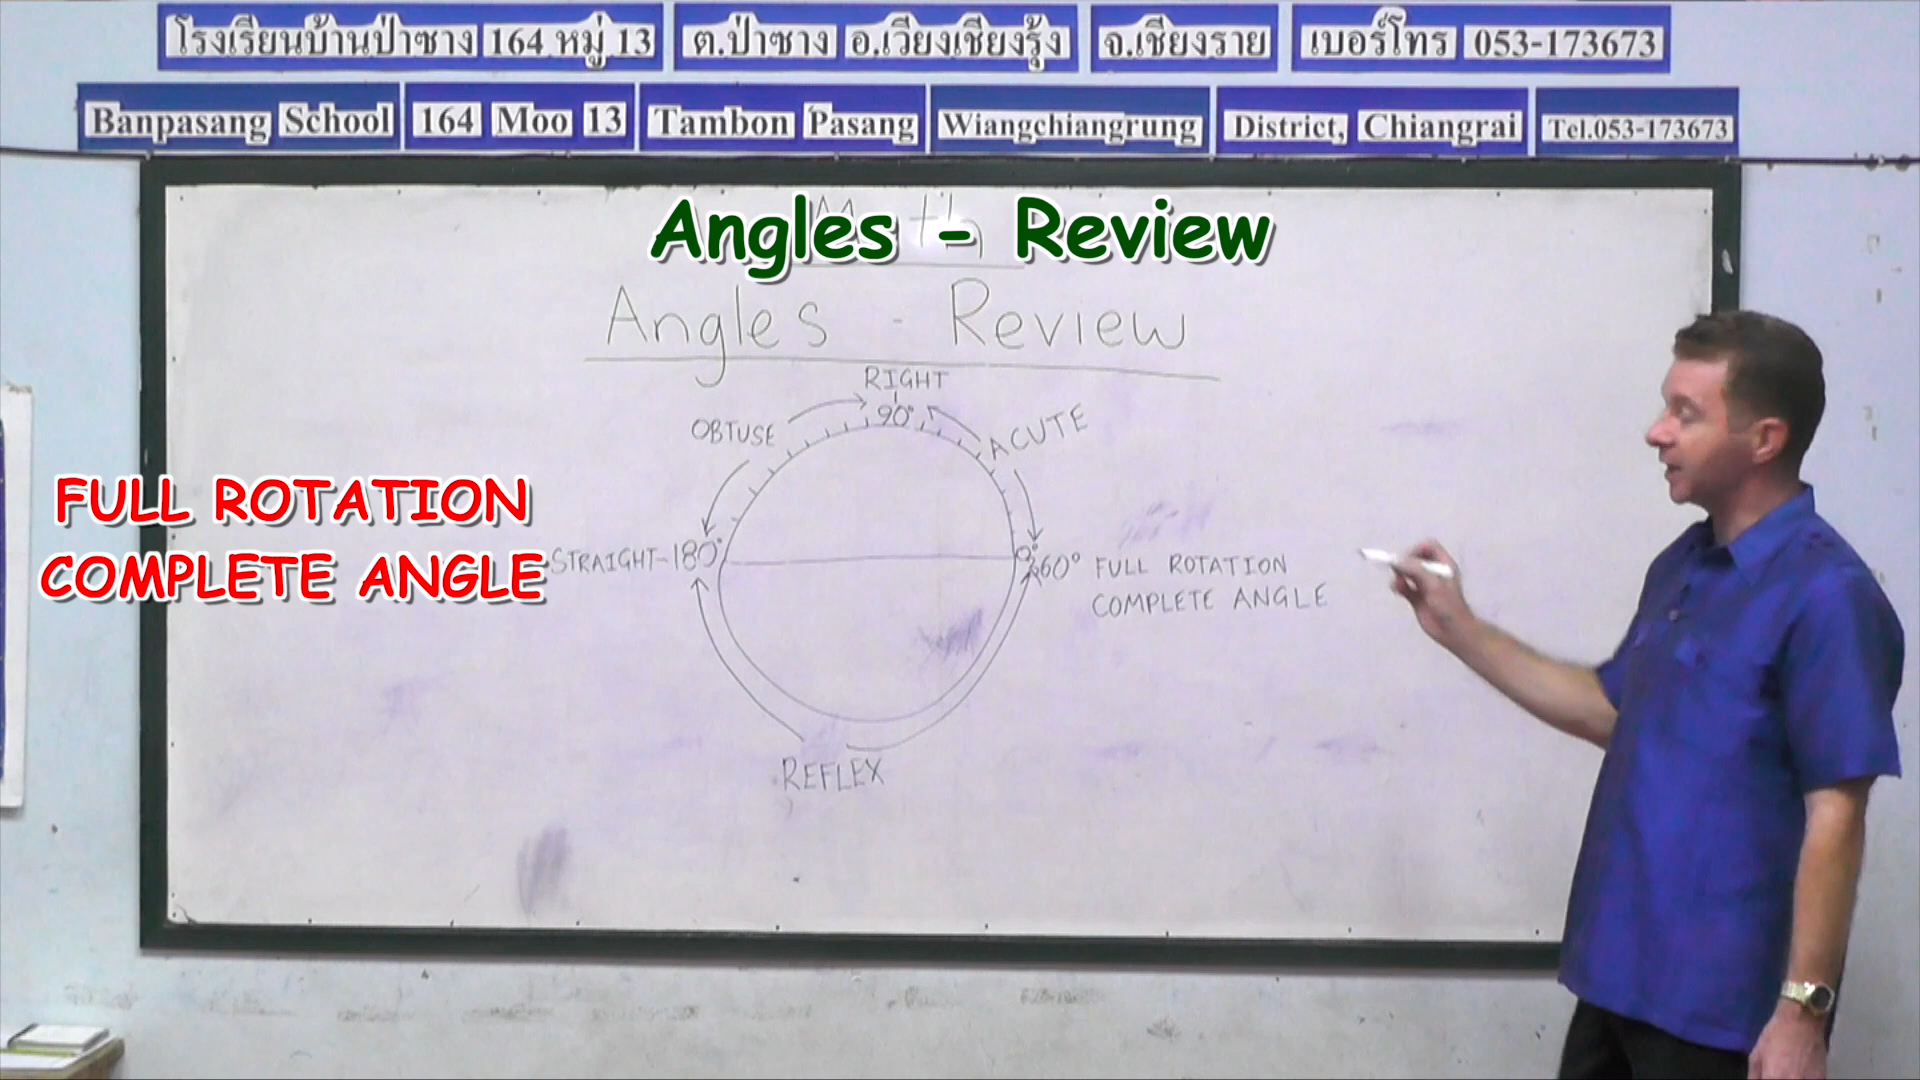 โรงเรียนบ้านป่าซาง 164 หมู่ 13 ต.ป่าซาง อ.เวียงเชียงรุ้ง จ.เชียงราย เบอร์โทร 053-173673
Banpasang School 164 Moo 13 Tambon Pasang Wiangchiangrung District, Chiangrai Tel.053-173673
Angles - Review
Angles - Review
RIGHT
90°
OBTUSE
ACUTE
FULL ROTATION
COMPLETE ANGLE
STRAIGHT-180°
0°
360° FULL ROTATION
COMPLETE ANGLE
REFLEX